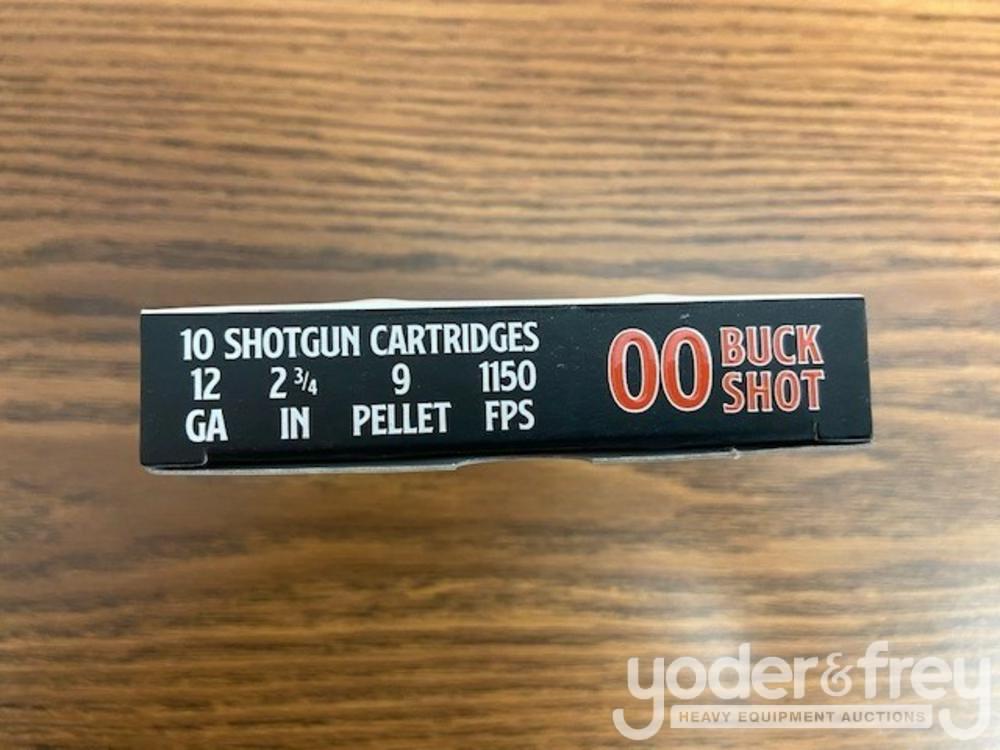 10 SHOTGUN CARTRIDGES
12 2 3/4 9 1150
GA IN PELLET FPS
00 BUCK
SHOT
yoder&frey
HEAVY EQUIPMENT AUCTIONS